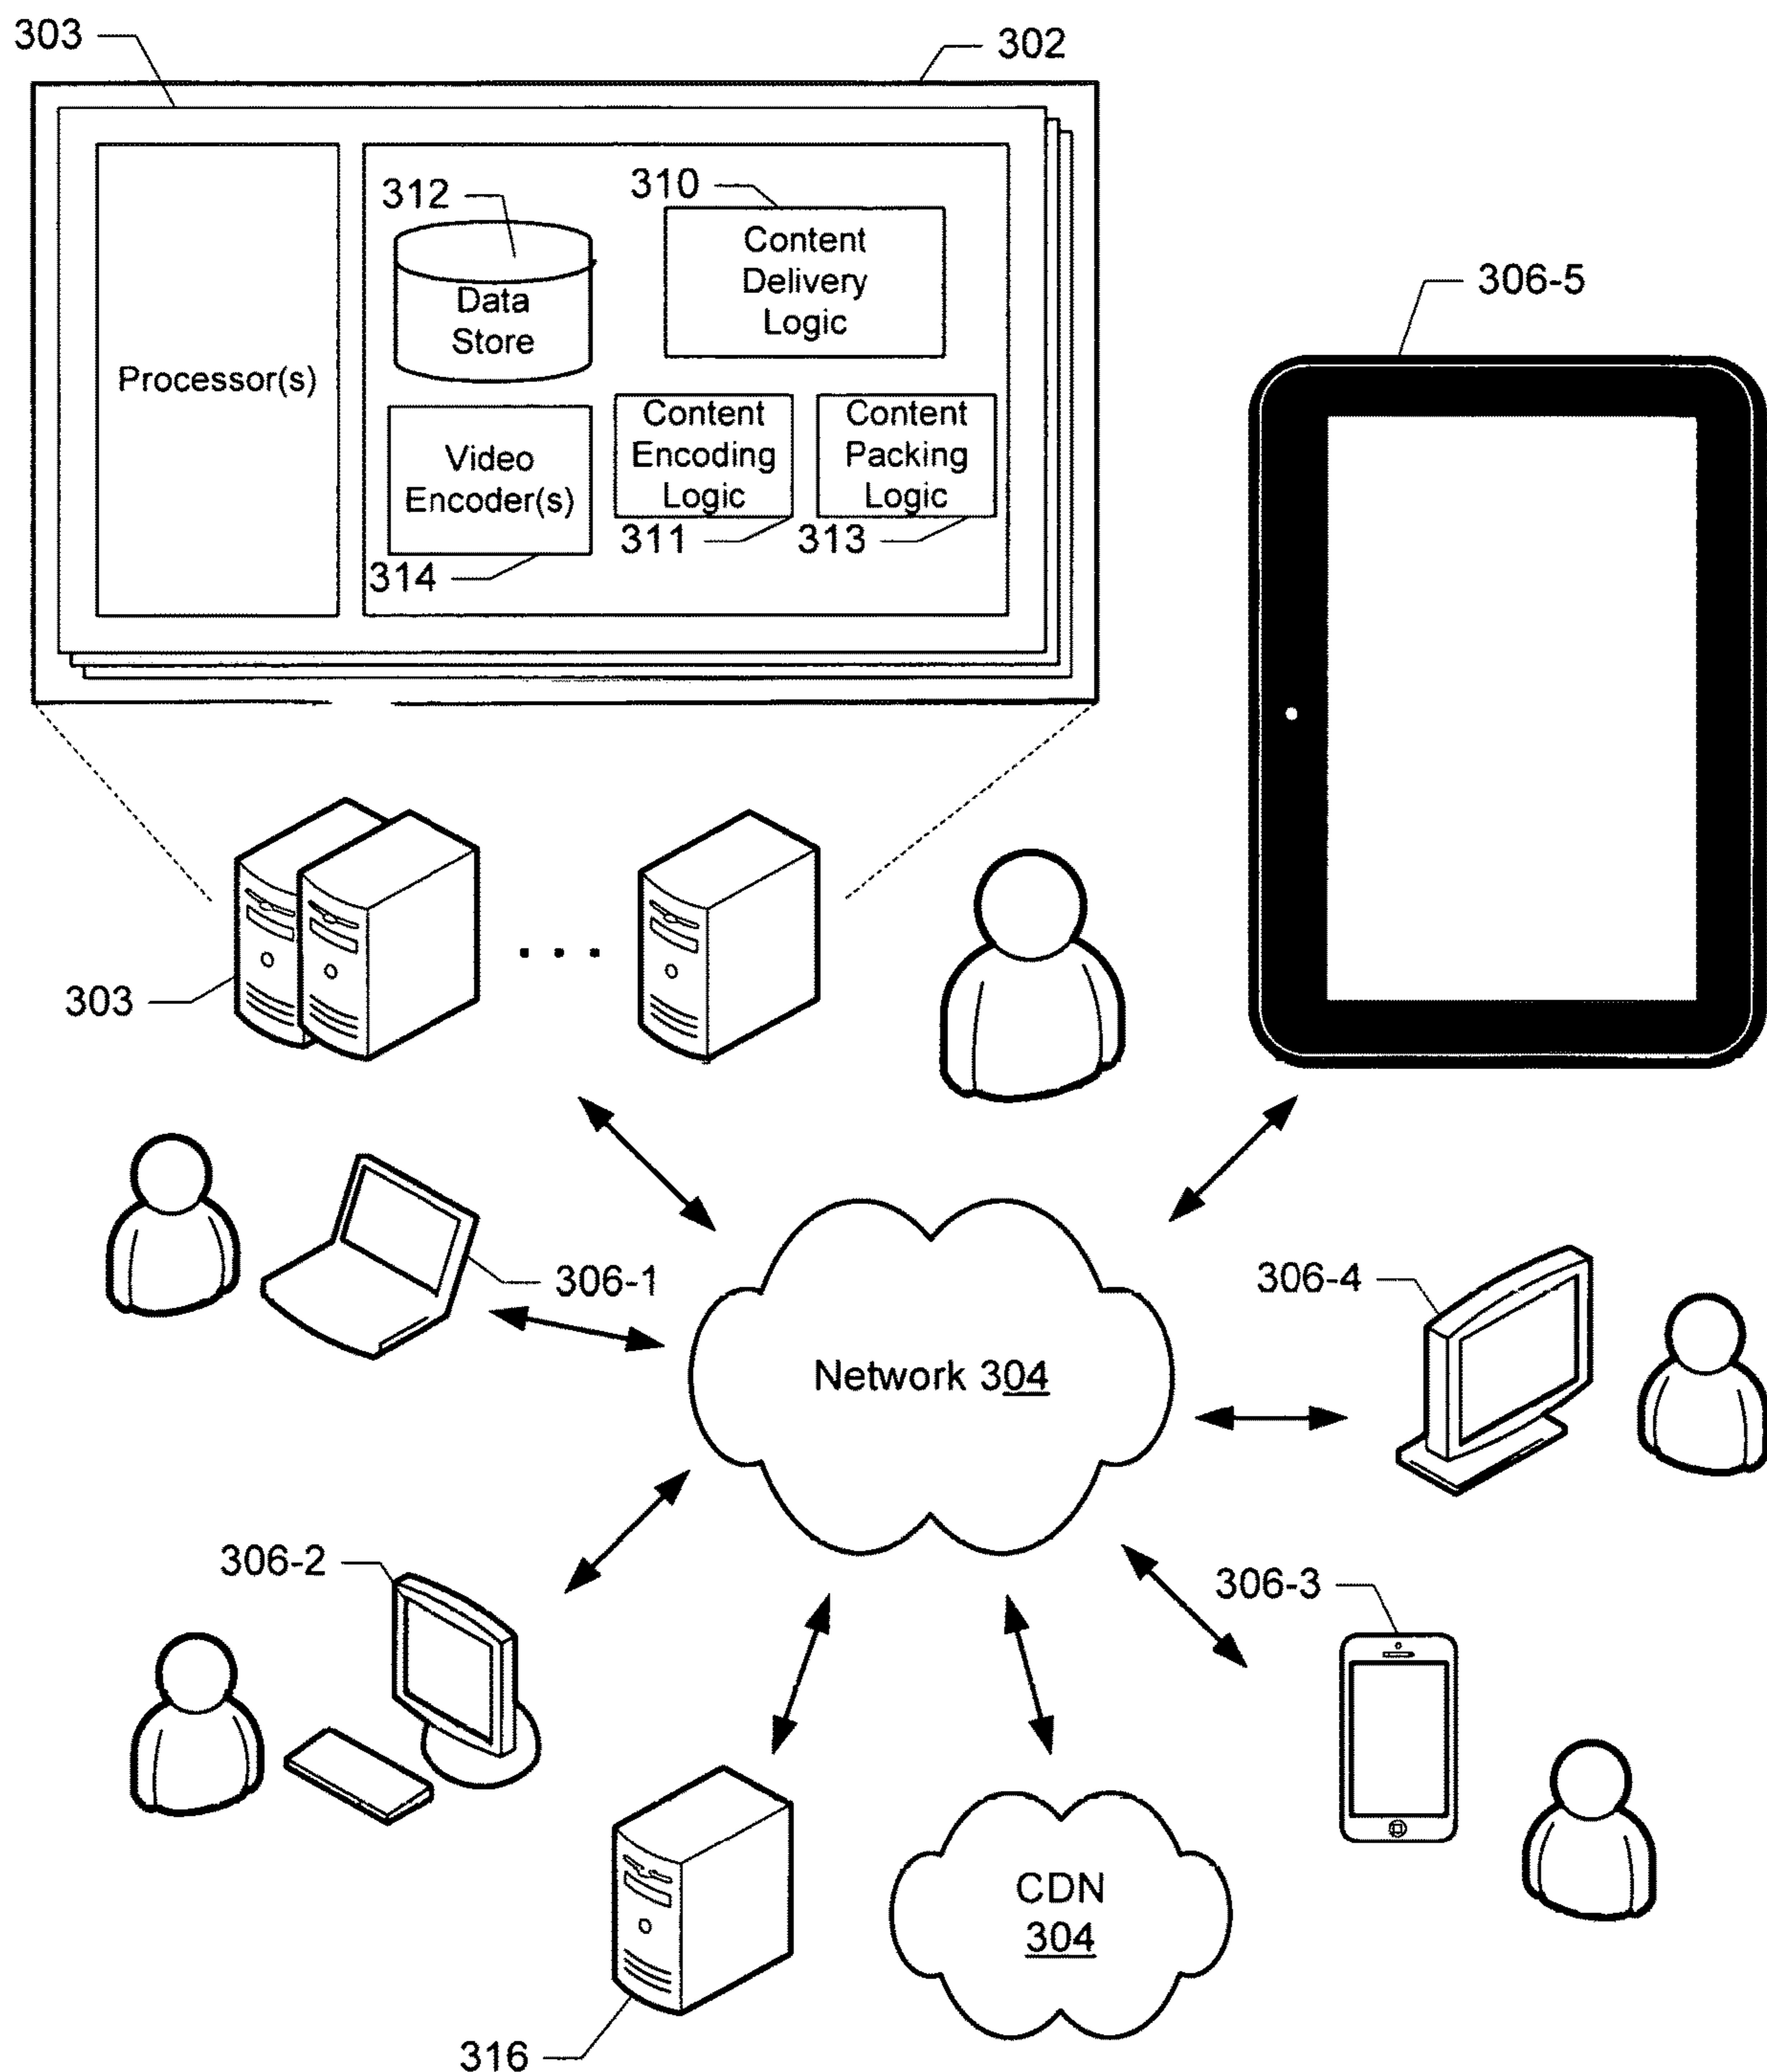 303
302
312
310
Content
Delivery
Logic
Data
Store
306-5
Processor(s)
Video
Encoder(s)
Content
Encoding
Logic
Content
Packing
Logic
311
313
314
303
306-1
306-4
Network 304
306-2
306-3
CDN
304
316